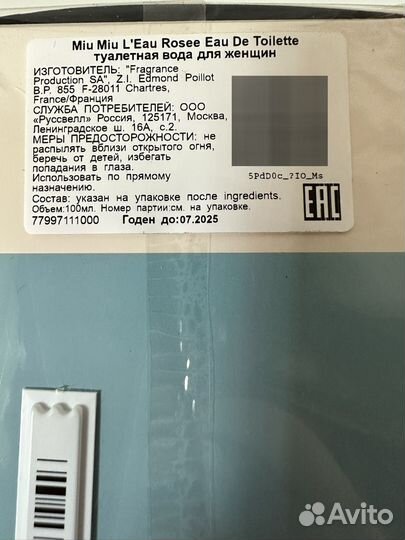 Miu Miu L'Eau Rosee Eau De Toilette
туалетная вода для женщин
ИЗГОТОВИТЕЛЬ: "Fragrance
Production SA", Z.I. Edmond Poillot
B.P. 855 F-28011 Chartres,
France/Франция
СЛУЖБА ПОТРЕБИТЕЛЕЙ: ООО
«Руссвелл» Россия, 125171, Москва,
Ленинградское ш. 16А, с.2.
МЕРЫ ПРЕДОСТОРОЖНОСТИ: не
распылять вблизи открытого огня,
беречь от детей, избегать
попадания в глаза.
Использовать по прямому
назначению.
5PdD0c_?IO_Ms
Состав: указан на упаковке после ingredients.
Объем:100мл. Номер партии:см. на упаковке.
77997111000 Годен до:07.2025
EAC
Avito